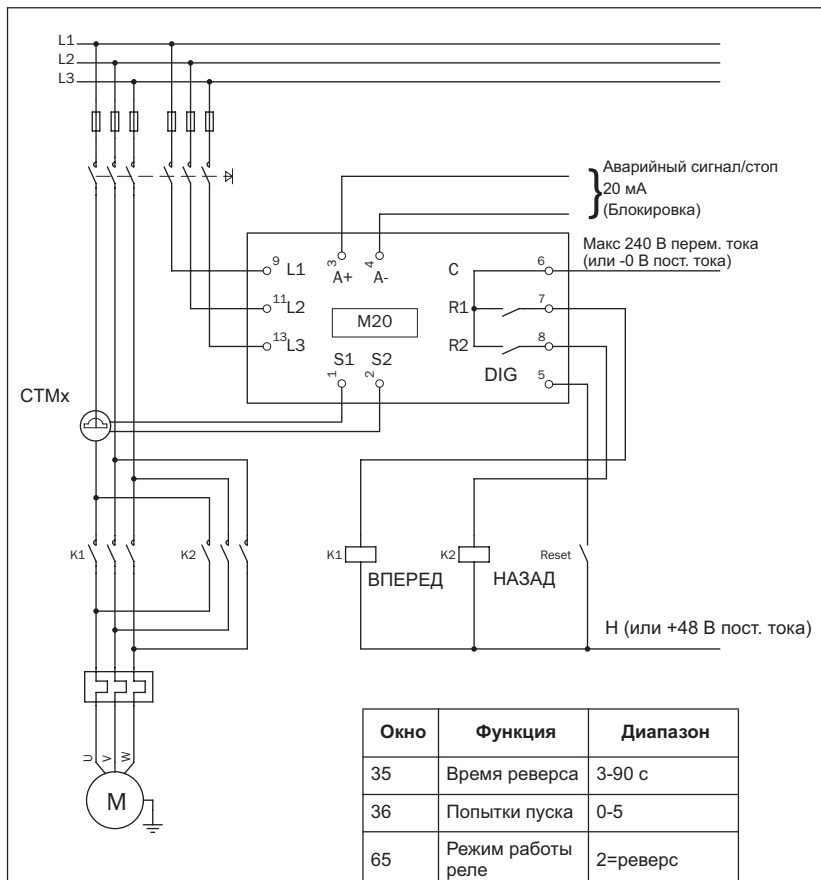 L1
L2
L3
Аварийный сигнал/стоп
20 мА
(Блокировка)
Макс 240 В перем. тока
(или -0 В пост. тока)
9 L1
3 A+
4 A-
C 6
11 L2
M20
R1 7
13 L3
R2 8
S1 S2
DIG 5
1 2
CTMx
K1
K2
K1
ВПЕРЕД
K2
НАЗАД
Reset
Н (или +48 В пост. тока)
U V W
M
Окно Функция Диапазон
35 Время реверса 3-90 с
36 Попытки пуска 0-5
65 Режим работы 2=реверс
реле